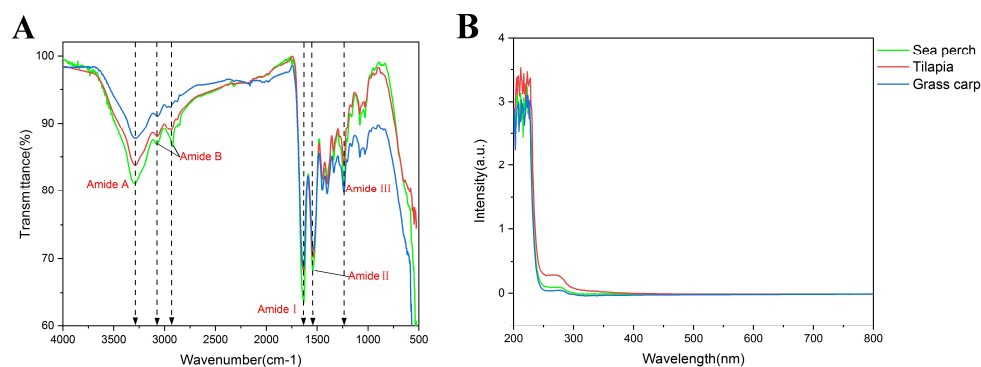 A
Transmittance(%)
100
90
80
70
60
Amide A
Amide B
Amide I
Amide II
Amide III
4000 3500 3000 2500 2000 1500 1000 500
Wavenumber(cm-1)
B
Intensity(a.u.)
4
3
2
1
0
200 300 400 500 600 700 800
Wavelength(nm)
Sea perch
Tilapia
Grass carp